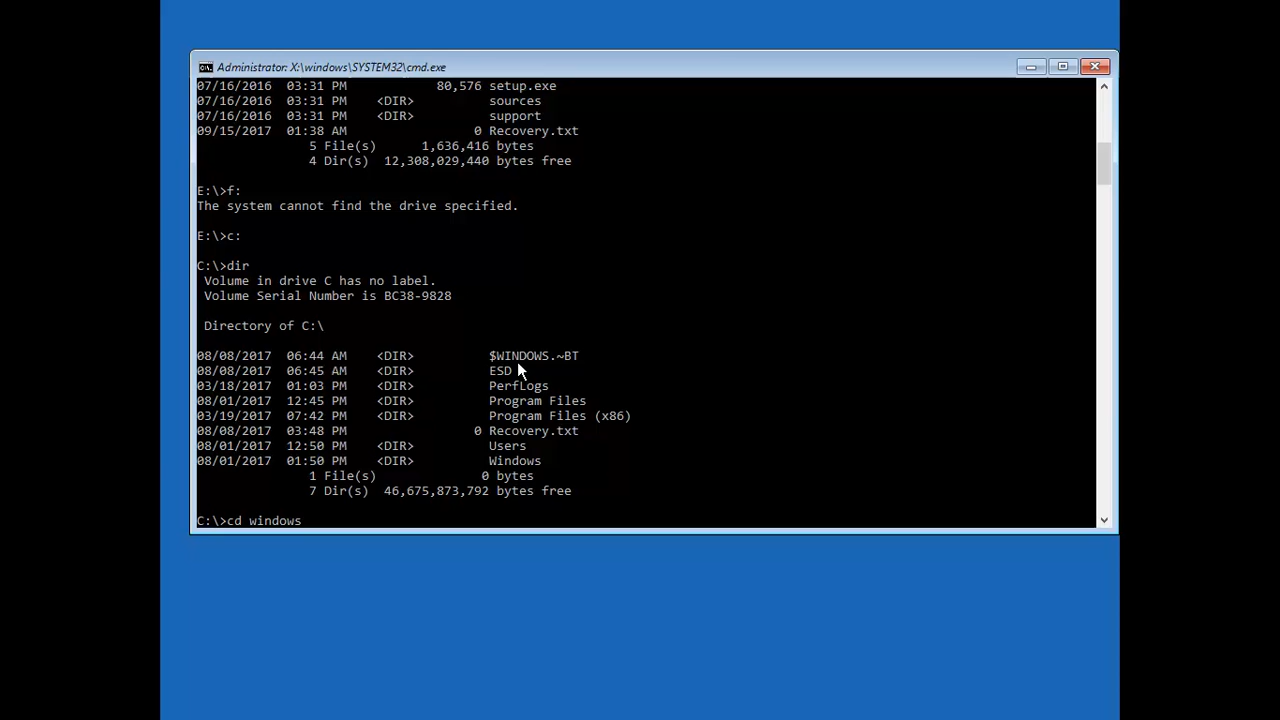 Administrator: X:\windows\SYSTEM32\cmd.exe
07/16/2016  03:31 PM            80,576 setup.exe
07/16/2016  03:31 PM    <DIR>          sources
07/16/2016  03:31 PM    <DIR>          support
09/15/2017  01:38 AM                 0 Recovery.txt
               5 File(s)      1,636,416 bytes
               4 Dir(s)  12,308,029,440 bytes free
E:\>f:
The system cannot find the drive specified.
E:\>c:
C:\>dir
 Volume in drive C has no label.
 Volume Serial Number is BC38-9828
 Directory of C:\
08/08/2017  06:44 AM    <DIR>          $WINDOWS.~BT
08/08/2017  06:45 AM    <DIR>          ESD
03/18/2017  01:03 PM    <DIR>          PerfLogs
08/01/2017  12:45 PM    <DIR>          Program Files
03/19/2017  07:42 PM    <DIR>          Program Files (x86)
08/08/2017  03:48 PM                 0 Recovery.txt
08/01/2017  12:50 PM    <DIR>          Users
08/01/2017  01:50 PM    <DIR>          Windows
               1 File(s)              0 bytes
               7 Dir(s)  46,675,873,792 bytes free
C:\>cd windows